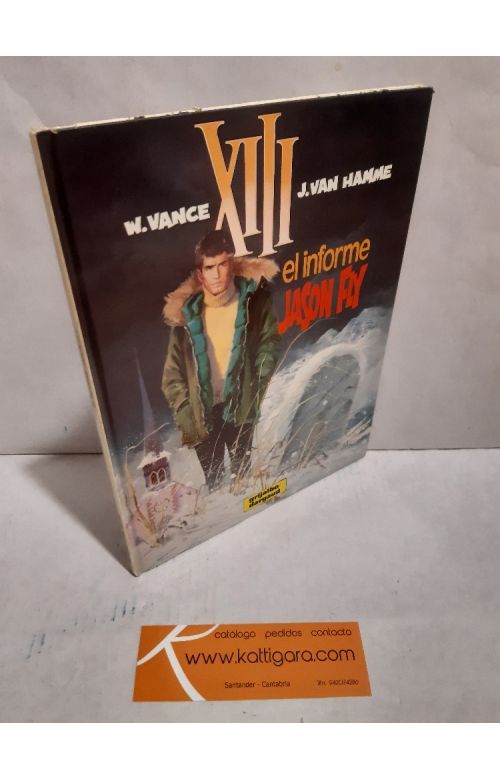 XIII
W. VANCE
J. VAN HAMME
el informe
JASON FLY
grijalbo
dargaud
catálogo pedidos contacto
www.kattigara.com
Santander - Cantabria